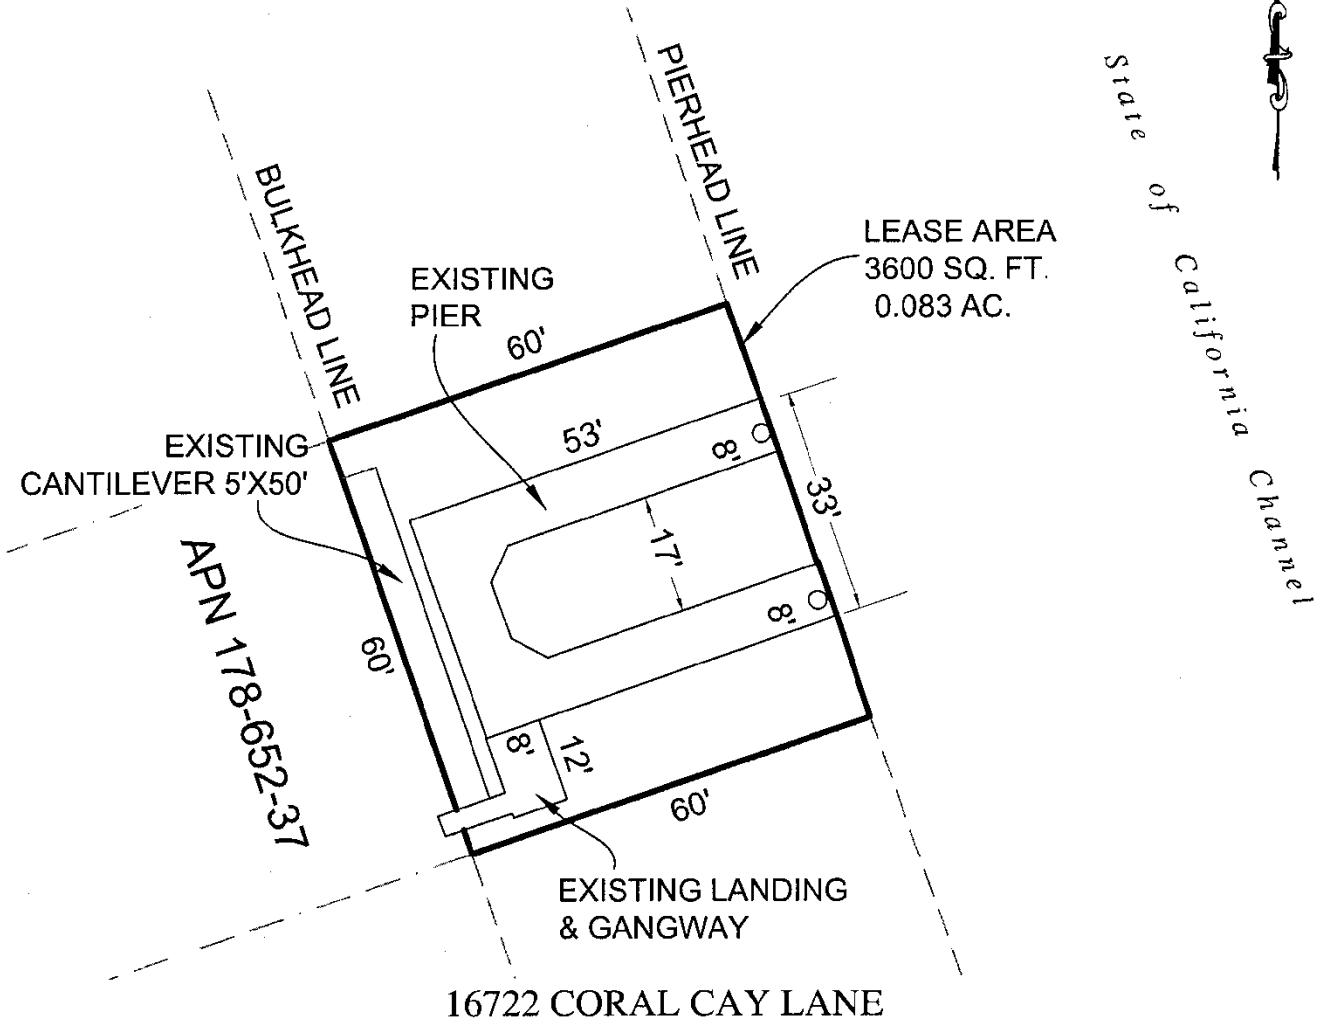 State of California Channel
PIERHEAD LINE
BULKHEAD LINE
LEASE AREA
3600 SQ. FT.
0.083 AC.
EXISTING
PIER
60'
EXISTING
CANTILEVER 5'X50'
53'
8'
33'
17'
8'
APN 178-652-37
60'
8'
12'
60'
EXISTING LANDING
& GANGWAY
16722 CORAL CAY LANE